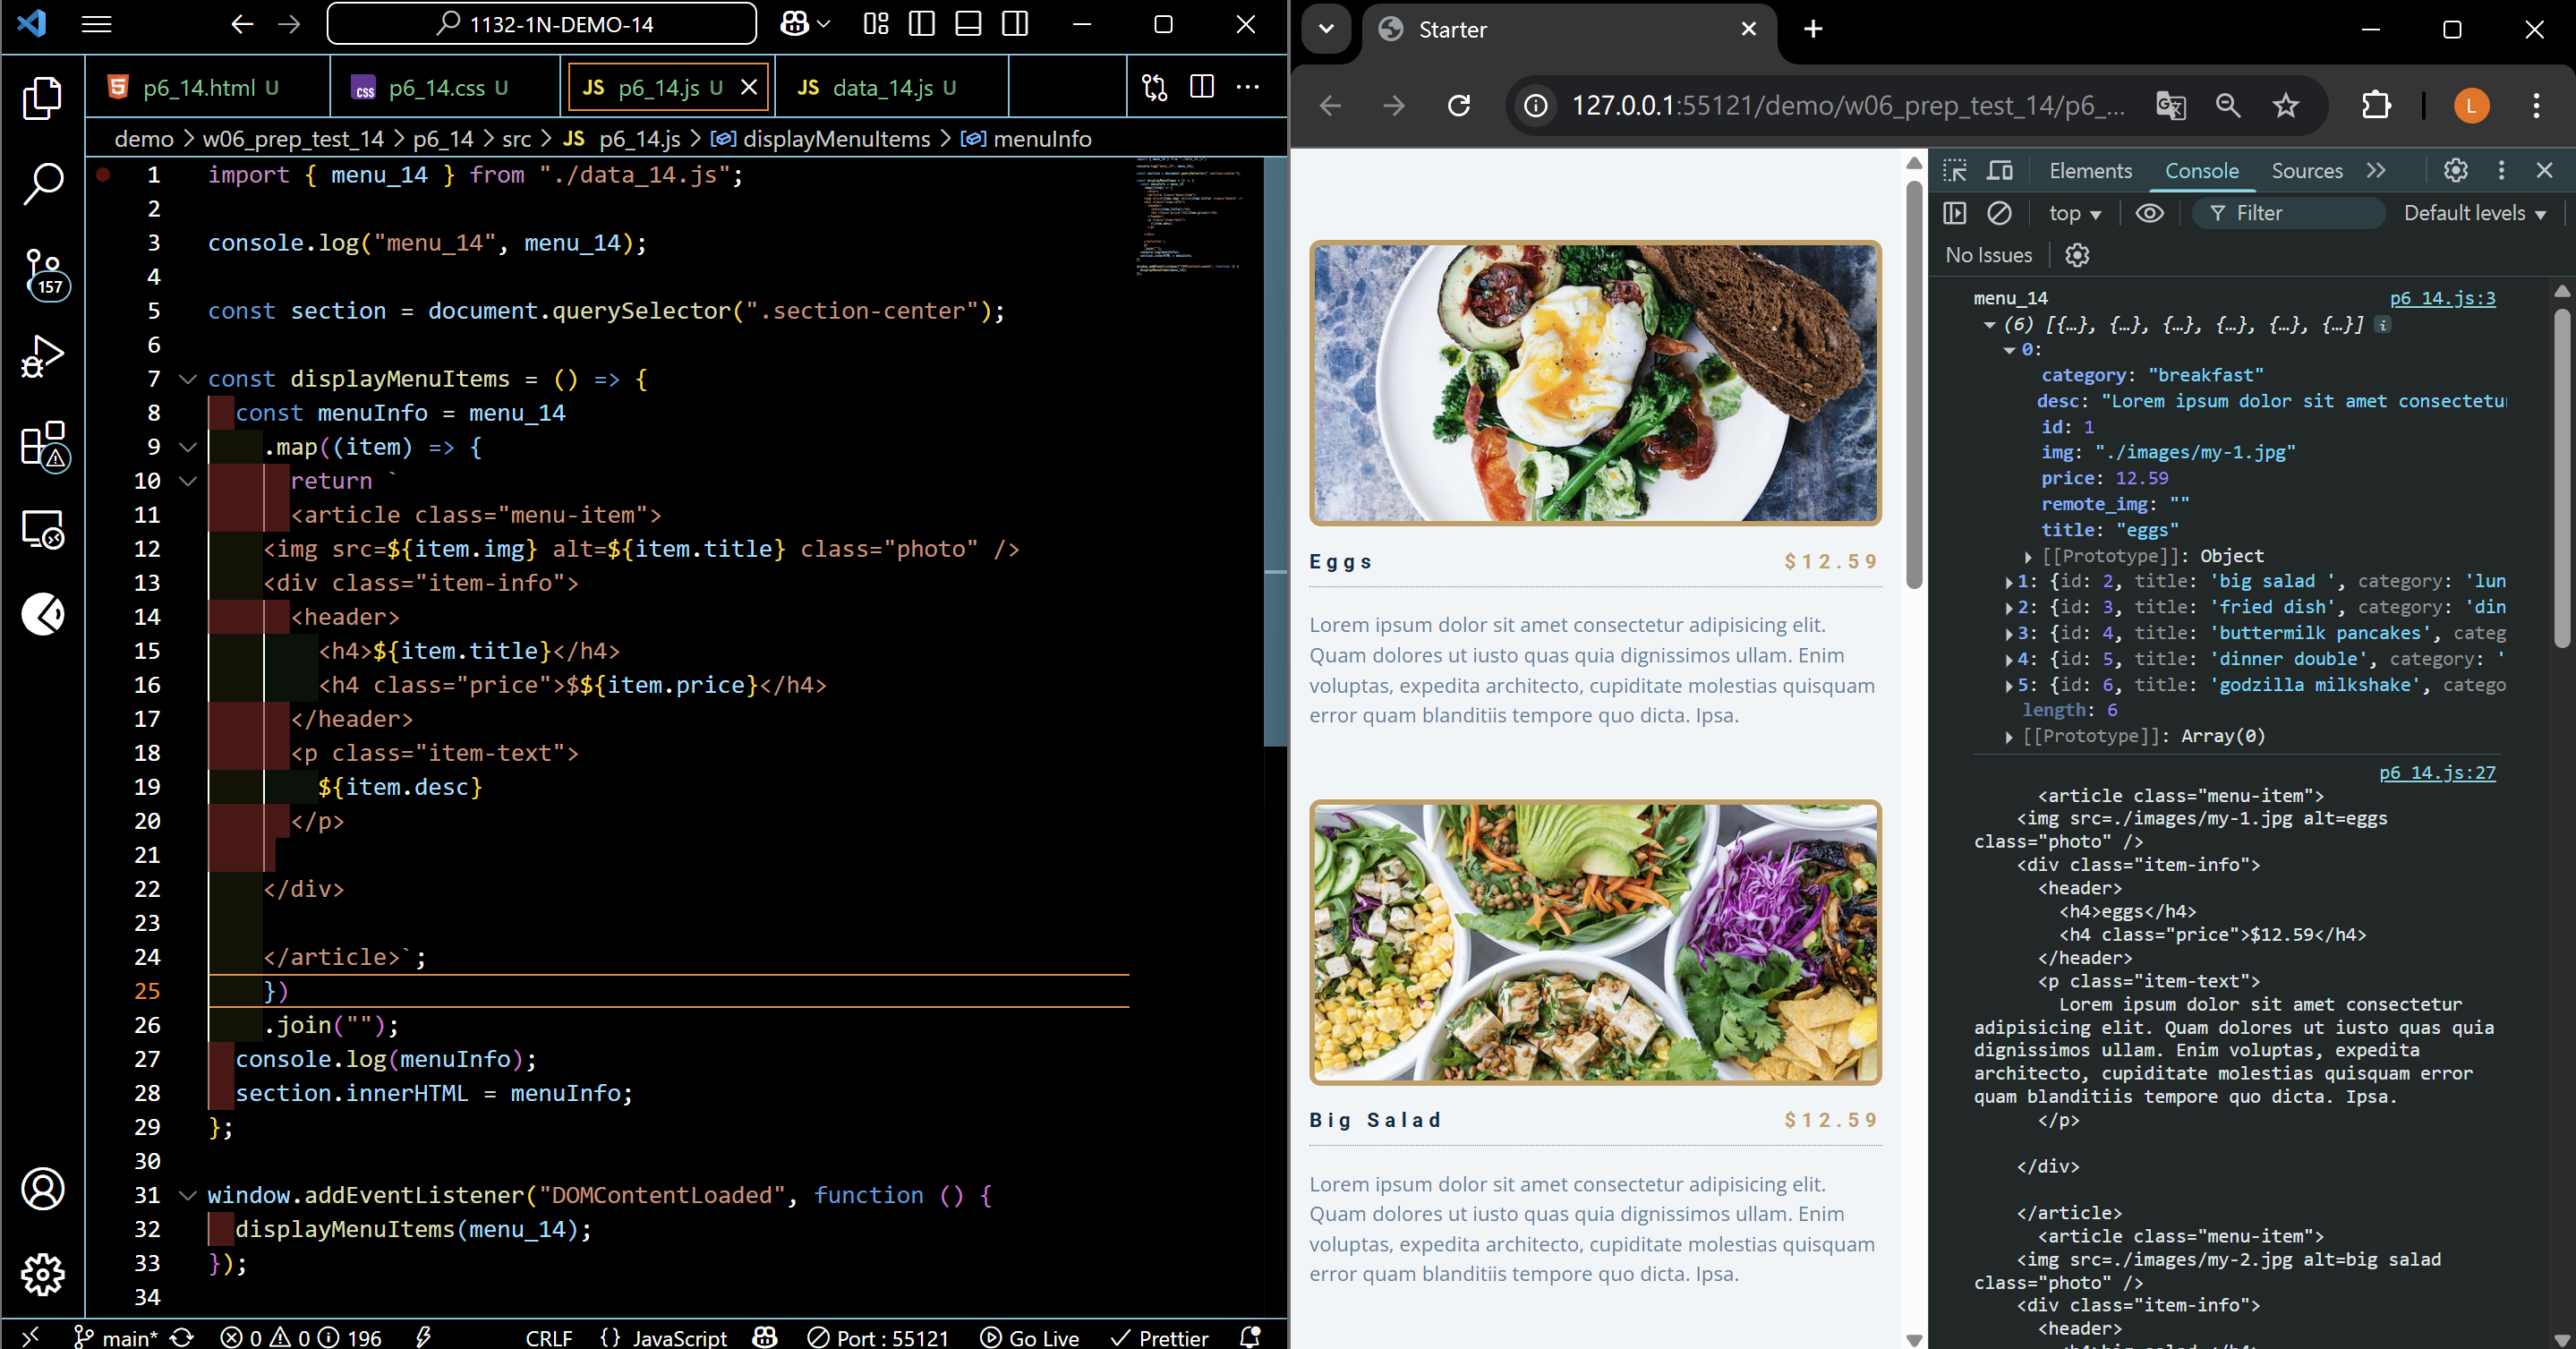 1132-1N-DEMO-14
p6_14.html U
css p6_14.css U
JS p6_14.js U
JS data_14.js U
demo > w06_prep_test_14 > p6_14 > src > JS p6_14.js > displayMenuItems > menuInfo
157
1 import { menu_14 } from "./data_14.js";
2
3 console.log("menu_14", menu_14);
4
5 const section = document.querySelector(".section-center");
6
7 const displayMenuItems = () => {
8 const menuInfo = menu_14
9 .map((item) => {
10 return `
11 <article class="menu-item">
12 <img src=${item.img} alt=${item.title} class="photo" />
13 <div class="item-info">
14 <header>
15 <h4>${item.title}</h4>
16 <h4 class="price">$${item.price}</h4>
17 </header>
18 <p class="item-text">
19 ${item.desc}
20 </p>
21
22 </div>
23
24 </article>`;
25 })
26 .join("");
27 console.log(menuInfo);
28 section.innerHTML = menuInfo;
29 };
30
31 window.addEventListener("DOMContentLoaded", function () {
32 displayMenuItems(menu_14);
33 });
34
main* 0 0 196 CRLF {} JavaScript Port : 55121 Go Live Prettier
Starter
127.0.0.1:55121/demo/w06_prep_test_14/p6_...
L
Eggs $12.59
Lorem ipsum dolor sit amet consectetur adipisicing elit.
Quam dolores ut iusto quas quia dignissimos ullam. Enim
voluptas, expedita architecto, cupiditate molestias quisquam
error quam blanditiis tempore quo dicta. Ipsa.
Big Salad $12.59
Lorem ipsum dolor sit amet consectetur adipisicing elit.
Quam dolores ut iusto quas quia dignissimos ullam. Enim
voluptas, expedita architecto, cupiditate molestias quisquam
error quam blanditiis tempore quo dicta. Ipsa.
Elements Console Sources
top Filter Default levels
No Issues
menu_14 p6_14.js:3
(6) [{…}, {…}, {…}, {…}, {…}, {…}] i
0:
category: "breakfast"
desc: "Lorem ipsum dolor sit amet consectetu
id: 1
img: "./images/my-1.jpg"
price: 12.59
remote_img: ""
title: "eggs"
[[Prototype]]: Object
1: {id: 2, title: 'big salad ', category: 'lun
2: {id: 3, title: 'fried dish', category: 'din
3: {id: 4, title: 'buttermilk pancakes', categ
4: {id: 5, title: 'dinner double', category: '
5: {id: 6, title: 'godzilla milkshake', catego
length: 6
[[Prototype]]: Array(0)
p6_14.js:27
<article class="menu-item">
<img src=./images/my-1.jpg alt=eggs
class="photo" />
<div class="item-info">
<header>
<h4>eggs</h4>
<h4 class="price">$12.59</h4>
</header>
<p class="item-text">
Lorem ipsum dolor sit amet consectetur
adipisicing elit. Quam dolores ut iusto quas quia
dignissimos ullam. Enim voluptas, expedita
architecto, cupiditate molestias quisquam error
quam blanditiis tempore quo dicta. Ipsa.
</p>
</div>
</article>
<article class="menu-item">
<img src=./images/my-2.jpg alt=big salad
class="photo" />
<div class="item-info">
<header>